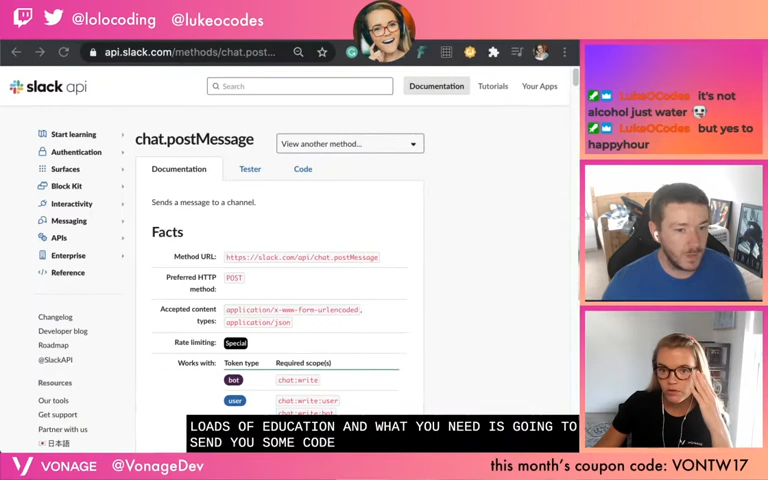 @lolocoding
@lukeocodes
api.slack.com/methods/chat.post...
slack api
Search
Documentation
Tutorials
Your Apps
Start learning
Authentication
Surfaces
Block Kit
Interactivity
Messaging
APIs
Enterprise
Reference
Changelog
Developer blog
Roadmap
@SlackAPI
Resources
Our tools
Get support
Partner with us
日本語
chat.postMessage
View another method...
Documentation
Tester
Code
Sends a message to a channel.
Facts
Method URL: https://slack.com/api/chat.postMessage
Preferred HTTP POST
method:
Accepted content application/x-www-form-urlencoded,
types: application/json
Rate limiting: Special
Works with: Token type Required scope(s)
bot chat:write
user chat:write:user
chat:write:bot
LOADS OF EDUCATION AND WHAT YOU NEED IS GOING TO
SEND YOU SOME CODE
LukeOCodes it's not
alcohol just water
LukeOCodes but yes to
happyhour
VONAGE
@VonageDev
this month's coupon code: VONTW17